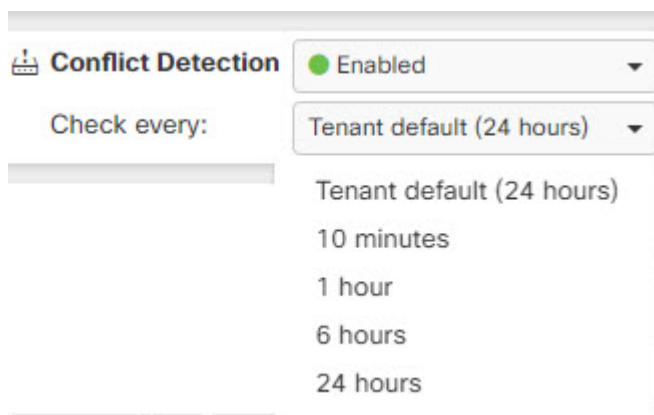 Conflict Detection Enabled
Check every: Tenant default (24 hours)
Tenant default (24 hours)
10 minutes
1 hour
6 hours
24 hours